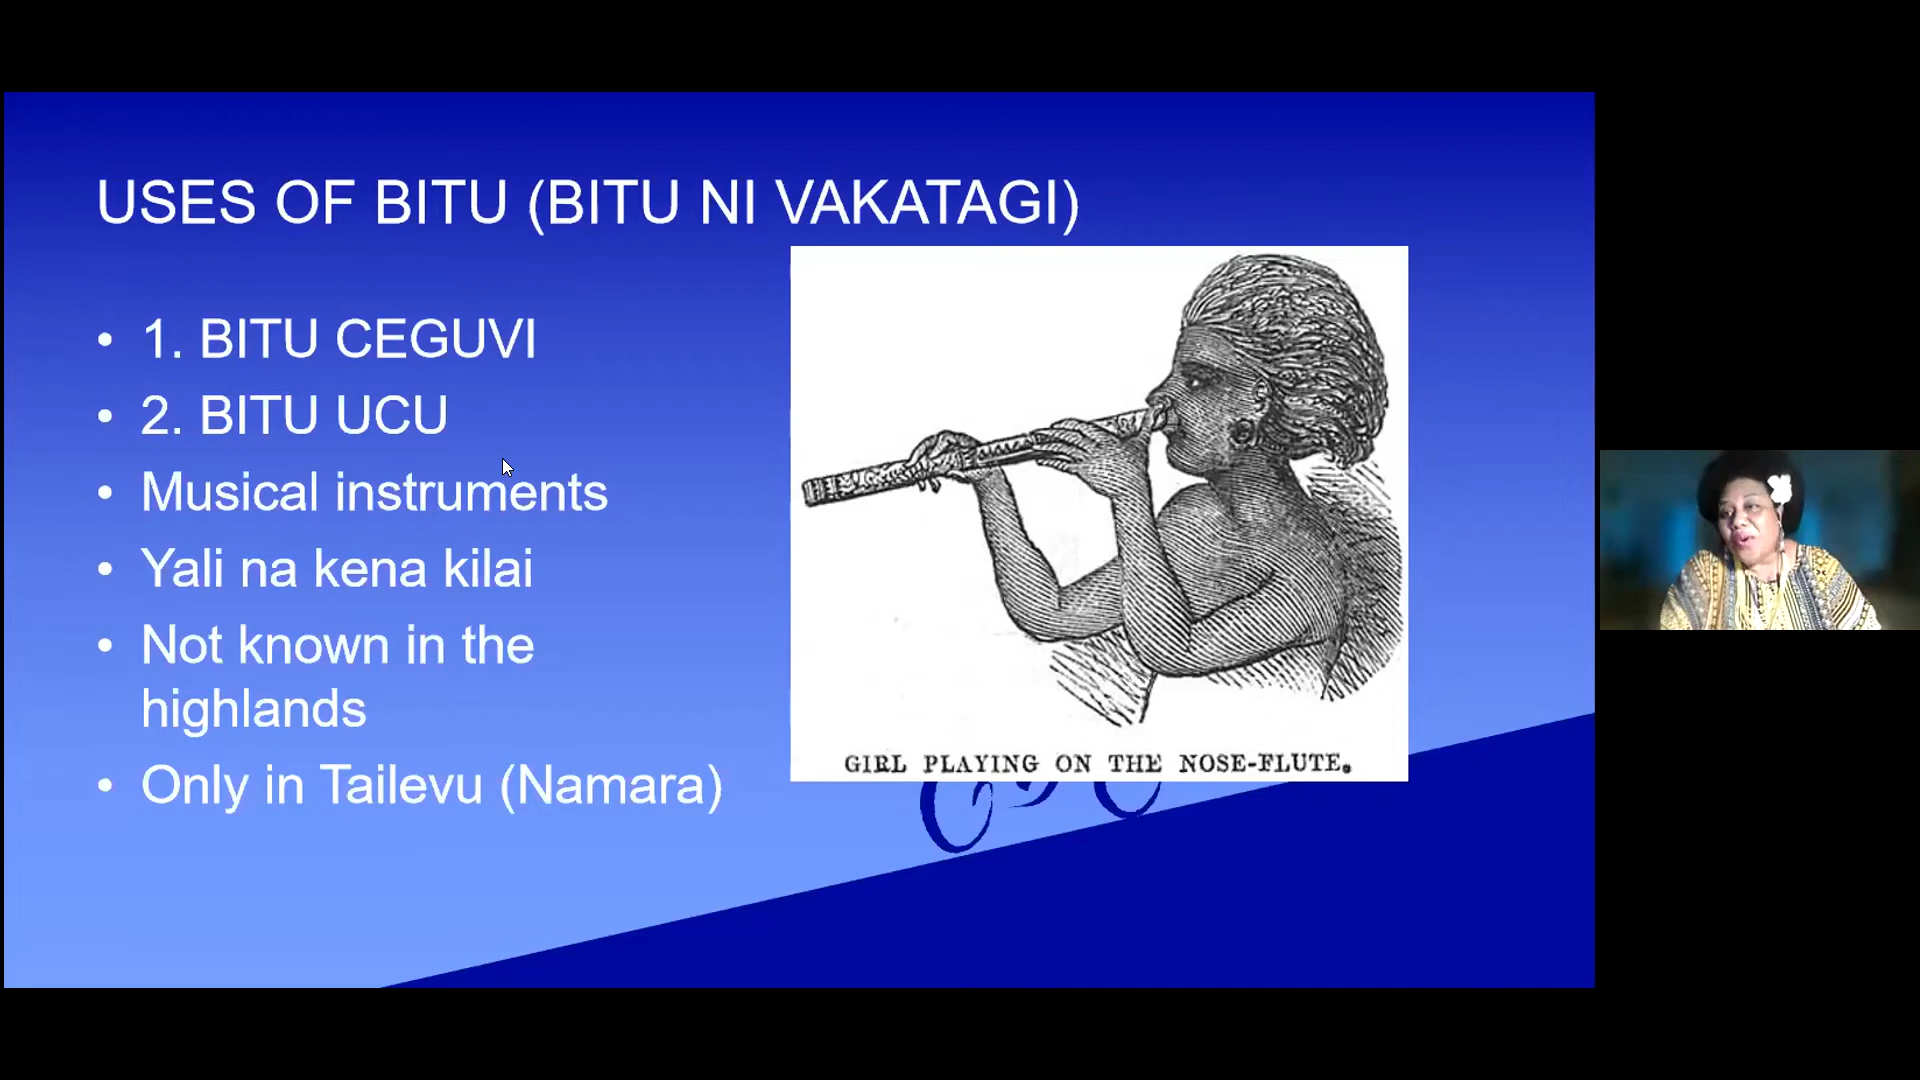 USES OF BITU (BITU NI VAKATAGI)
• 1. BITU CEGUVI
• 2. BITU UCU
• Musical instruments
• Yali na kena kilai
• Not known in the
highlands
• Only in Tailevu (Namara)
GIRL PLAYING ON THE NOSE-FLUTE.